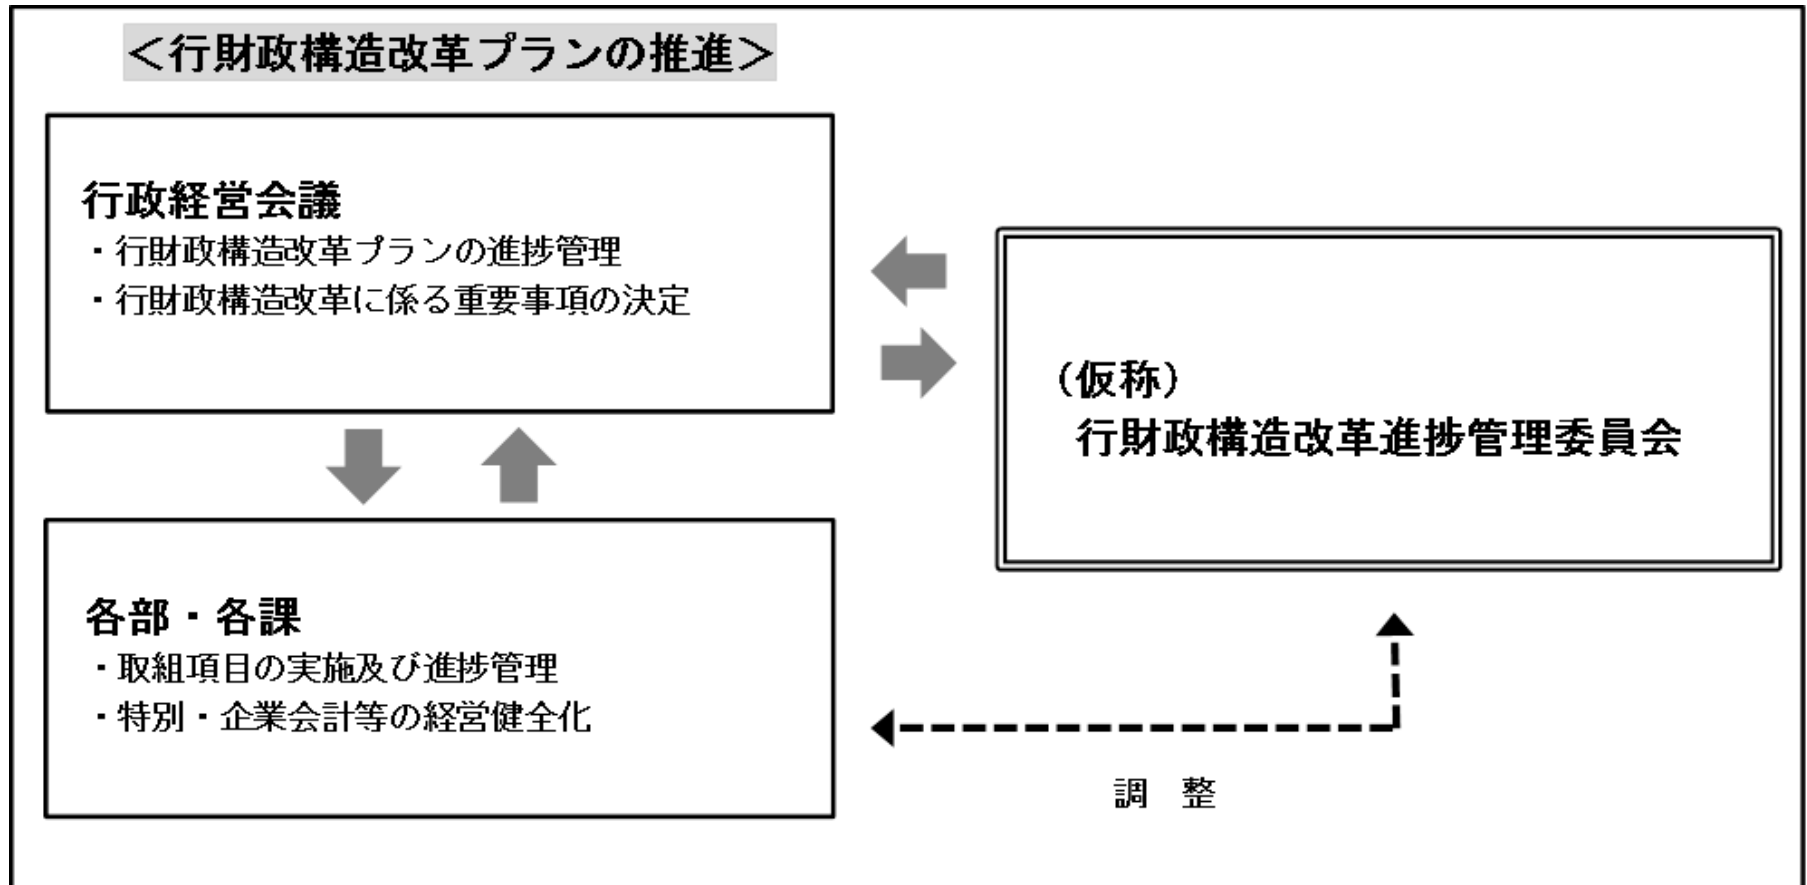 ＜行財政構造改革プランの推進＞
行政経営会議
・行財政構造改革プランの進捗管理
・行財政構造改革に係る重要事項の決定
（仮称）
行財政構造改革進捗管理委員会
各部・各課
・取組項目の実施及び進捗管理
・特別・企業会計等の経営健全化
調　整